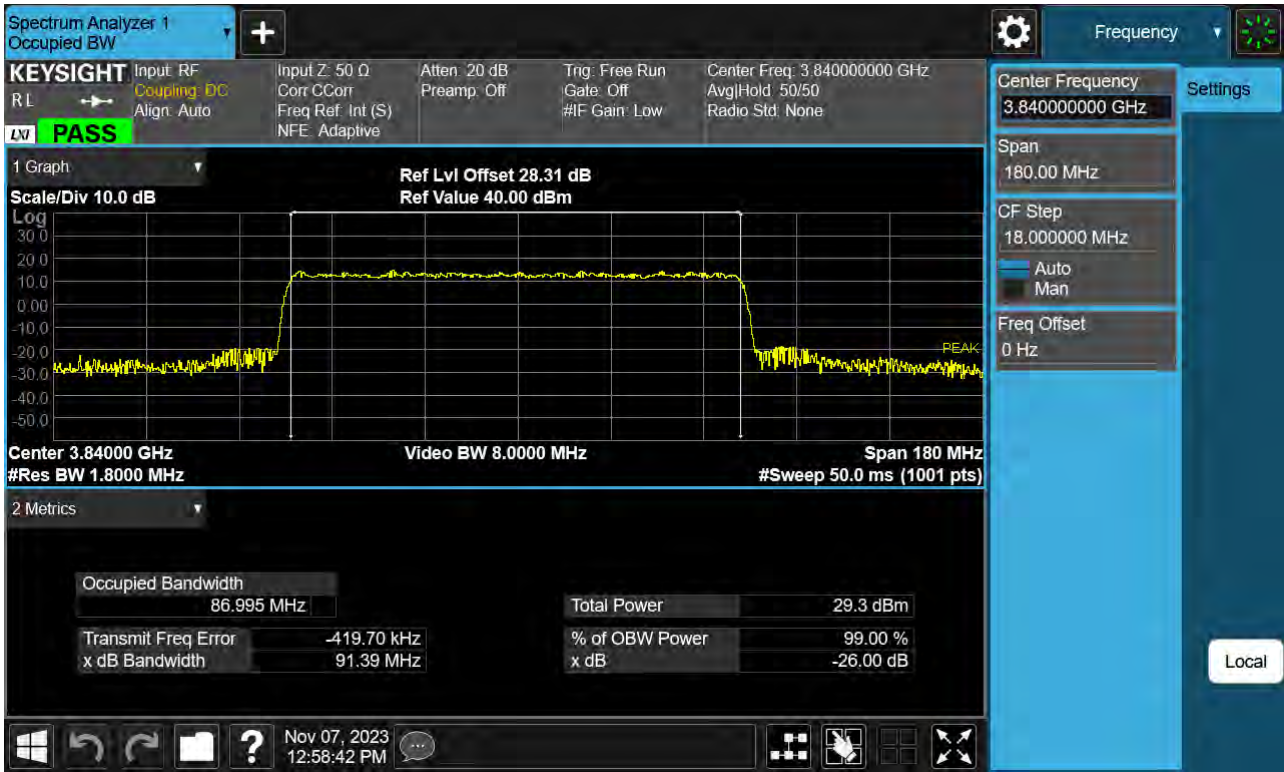 Spectrum Analyzer 1
Occupied BW
+
Frequency
KEYSIGHT
RL
LXI
PASS
Input: RF
Coupling: DC
Align: Auto
Input Z: 50 Ω
Corr CCorr
Freq Ref: Int (S)
NFE: Adaptive
Atten: 20 dB
Preamp: Off
Trig: Free Run
Gate: Off
#IF Gain: Low
Center Freq: 3.840000000 GHz
Avg|Hold: 50/50
Radio Std: None
Center Frequency
3.840000000 GHz
Settings
Span
180.00 MHz
CF Step
18.000000 MHz
Auto
Man
Freq Offset
0 Hz
1 Graph
Scale/Div 10.0 dB
Ref Lvl Offset 28.31 dB
Ref Value 40.00 dBm
Log
30.0
20.0
10.0
0.00
-10.0
-20.0
-30.0
-40.0
-50.0
PEAK
Center 3.84000 GHz
#Res BW 1.8000 MHz
Video BW 8.0000 MHz
Span 180 MHz
#Sweep 50.0 ms (1001 pts)
2 Metrics
Occupied Bandwidth
86.995 MHz
Transmit Freq Error -419.70 kHz
x dB Bandwidth 91.39 MHz
Total Power 29.3 dBm
% of OBW Power 99.00 %
x dB -26.00 dB
Local
?
Nov 07, 2023
12:58:42 PM